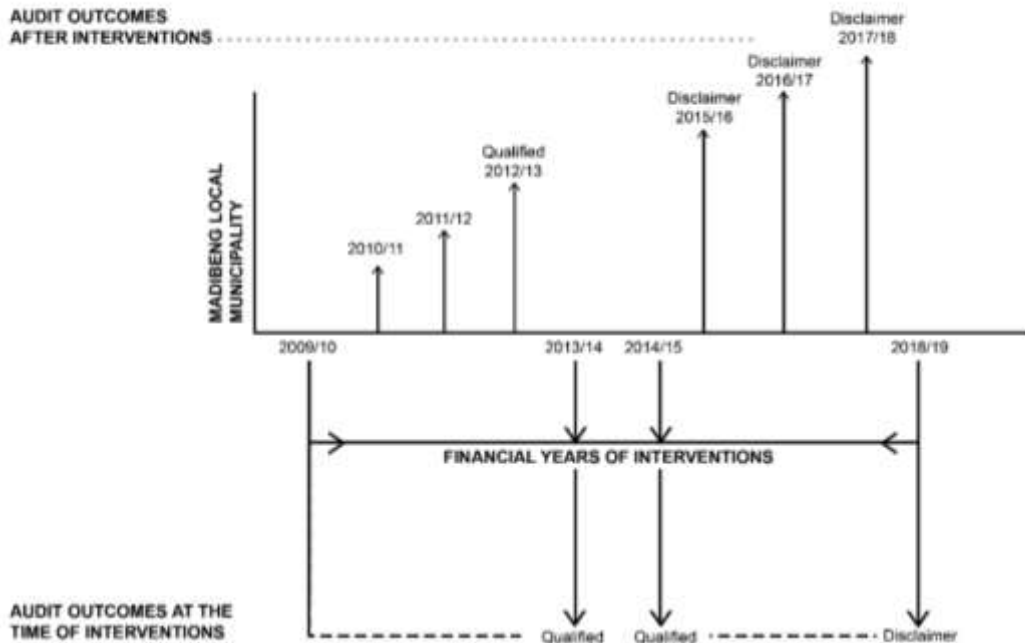 AUDIT OUTCOMES
AFTER INTERVENTIONS
Disclaimer
2017/18
Disclaimer
2016/17
Disclaimer
2015/16
Qualified
2012/13
2011/12
2010/11
MADIBENG LOCAL
MUNICIPALITY
2009/10
2013/14
2014/15
2018/19
FINANCIAL YEARS OF INTERVENTIONS
AUDIT OUTCOMES AT THE
TIME OF INTERVENTIONS
Qualified
Qualified
Disclaimer